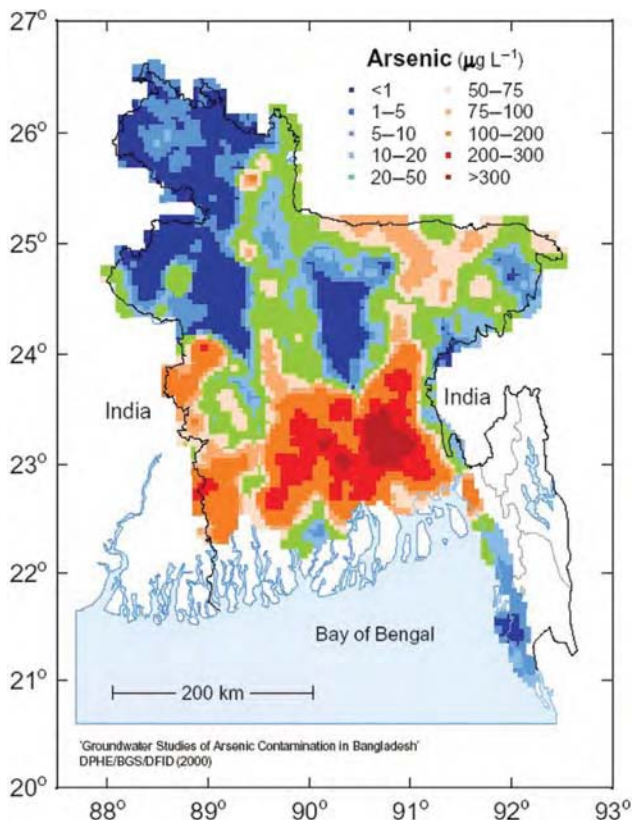 27°
26°
25°
24°
23°
22°
21°
20°
Arsenic (µg L⁻¹)
<1
1–5
5–10
10–20
20–50
50–75
75–100
100–200
200–300
>300
India
India
Bay of Bengal
200 km
'Groundwater Studies of Arsenic Contamination in Bangladesh'
DPHE/BGS/DFID (2000)
88° 89° 90° 91° 92° 93°